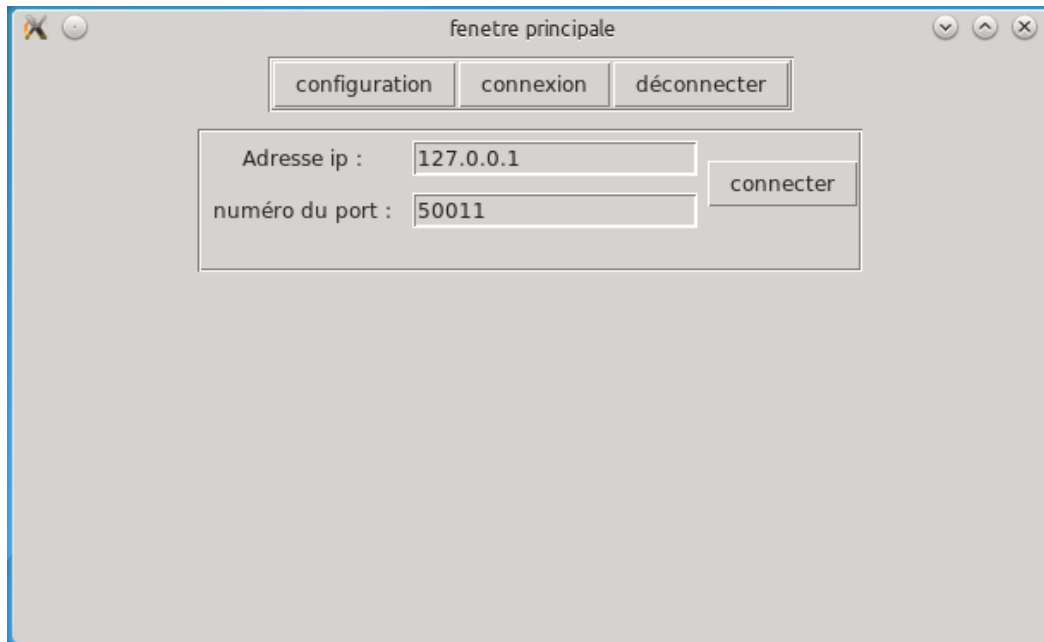 fenetre principale
configuration connexion déconnecter
Adresse ip : 127.0.0.1
connecter
numéro du port : 50011